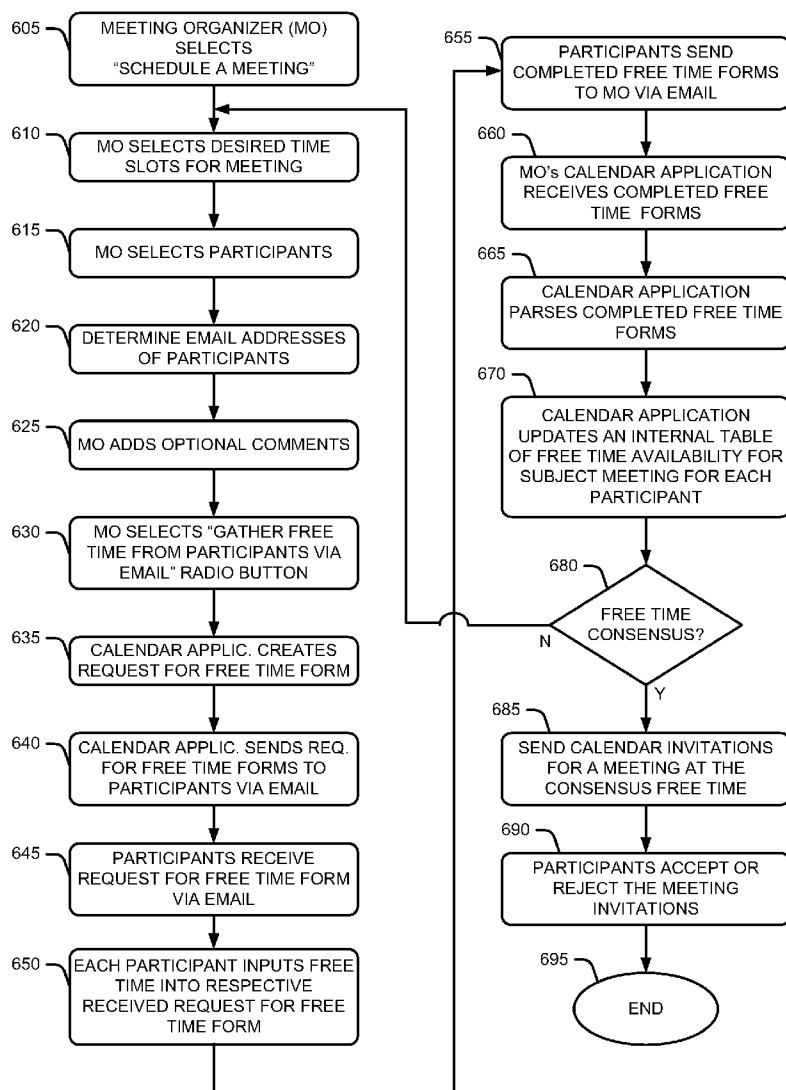 605
MEETING ORGANIZER (MO)
SELECTS
“SCHEDULE A MEETING”
610
MO SELECTS DESIRED TIME
SLOTS FOR MEETING
615
MO SELECTS PARTICIPANTS
620
DETERMINE EMAIL ADDRESSES
OF PARTICIPANTS
625
MO ADDS OPTIONAL COMMENTS
630
MO SELECTS "GATHER FREE
TIME FROM PARTICIPANTS VIA
EMAIL" RADIO BUTTON
635
CALENDAR APPLIC. CREATES
REQUEST FOR FREE TIME FORM
640
CALENDAR APPLIC. SENDS REQ.
FOR FREE TIME FORMS TO
PARTICIPANTS VIA EMAIL
645
PARTICIPANTS RECEIVE
REQUEST FOR FREE TIME FORM
VIA EMAIL
650
EACH PARTICIPANT INPUTS FREE
TIME INTO RESPECTIVE
RECEIVED REQUEST FOR FREE
TIME FORM
655
PARTICIPANTS SEND
COMPLETED FREE TIME FORMS
TO MO VIA EMAIL
660
MO's CALENDAR APPLICATION
RECEIVES COMPLETED FREE
TIME FORMS
665
CALENDAR APPLICATION
PARSES COMPLETED FREE TIME
FORMS
670
CALENDAR APPLICATION
UPDATES AN INTERNAL TABLE
OF FREE TIME AVAILABILITY FOR
SUBJECT MEETING FOR EACH
PARTICIPANT
680
FREE TIME
CONSENSUS?
N
Y
685
SEND CALENDAR INVITATIONS
FOR A MEETING AT THE
CONSENSUS FREE TIME
690
PARTICIPANTS ACCEPT OR
REJECT THE MEETING
INVITATIONS
695
END